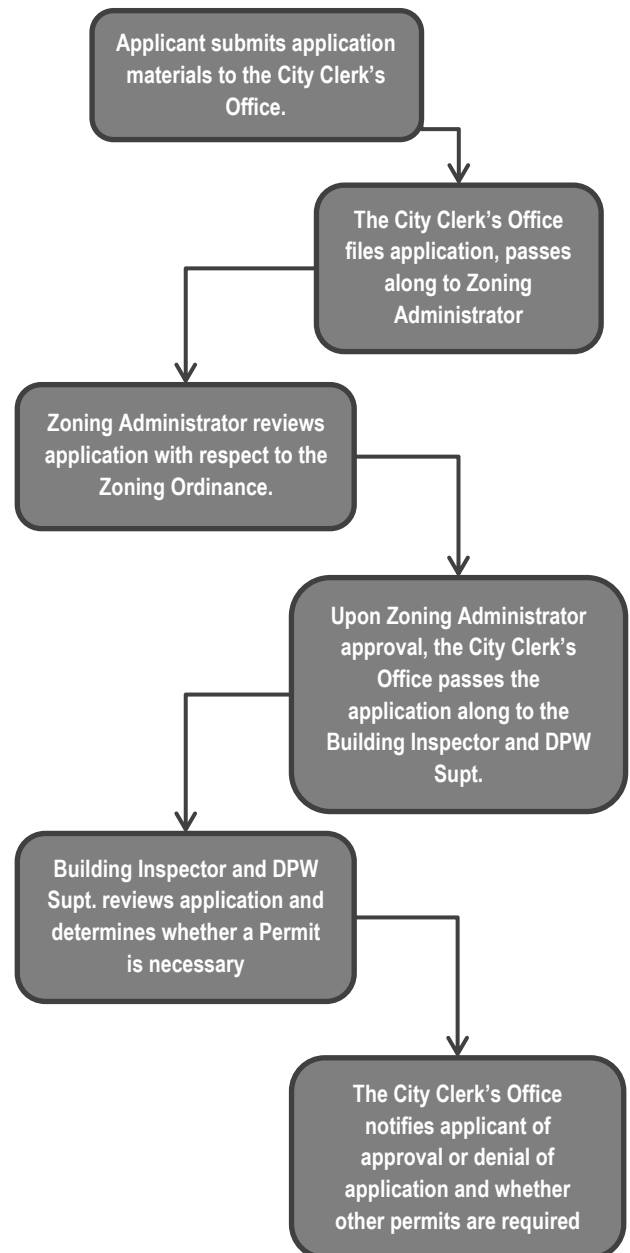 Applicant submits application
materials to the City Clerk’s
Office.
The City Clerk’s Office
files application, passes
along to Zoning
Administrator
Zoning Administrator reviews
application with respect to the
Zoning Ordinance.
Upon Zoning Administrator
approval, the City Clerk’s
Office passes the
application along to the
Building Inspector and DPW
Supt.
Building Inspector and DPW
Supt. reviews application and
determines whether a Permit
is necessary
The City Clerk’s Office
notifies applicant of
approval or denial of
application and whether
other permits are required